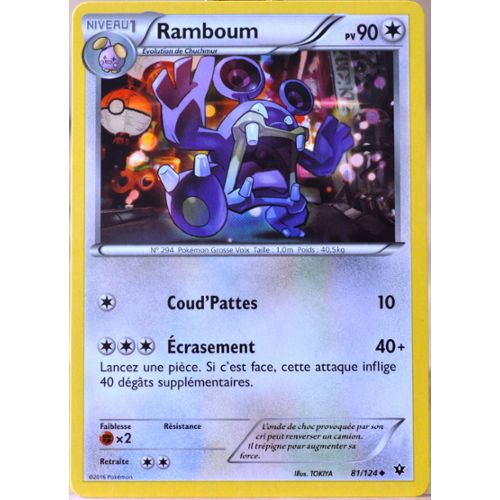 NIVEAU 1
Ramboum
PV 90
Évolution de Chuchmur
N° 294 Pokémon Grosse Voix Taille : 1,0m Poids : 40,5kg
Coud'Pattes 10
Écrasement 40+
Lancez une pièce. Si c'est face, cette attaque inflige
40 dégâts supplémentaires.
Faiblesse Résistance
×2
Retraite
L'onde de choc provoquée par son
cri peut renverser un camion.
Il trépigne pour augmenter sa
force.
©2016 Pokémon
Illus. TOKIYA
81/124